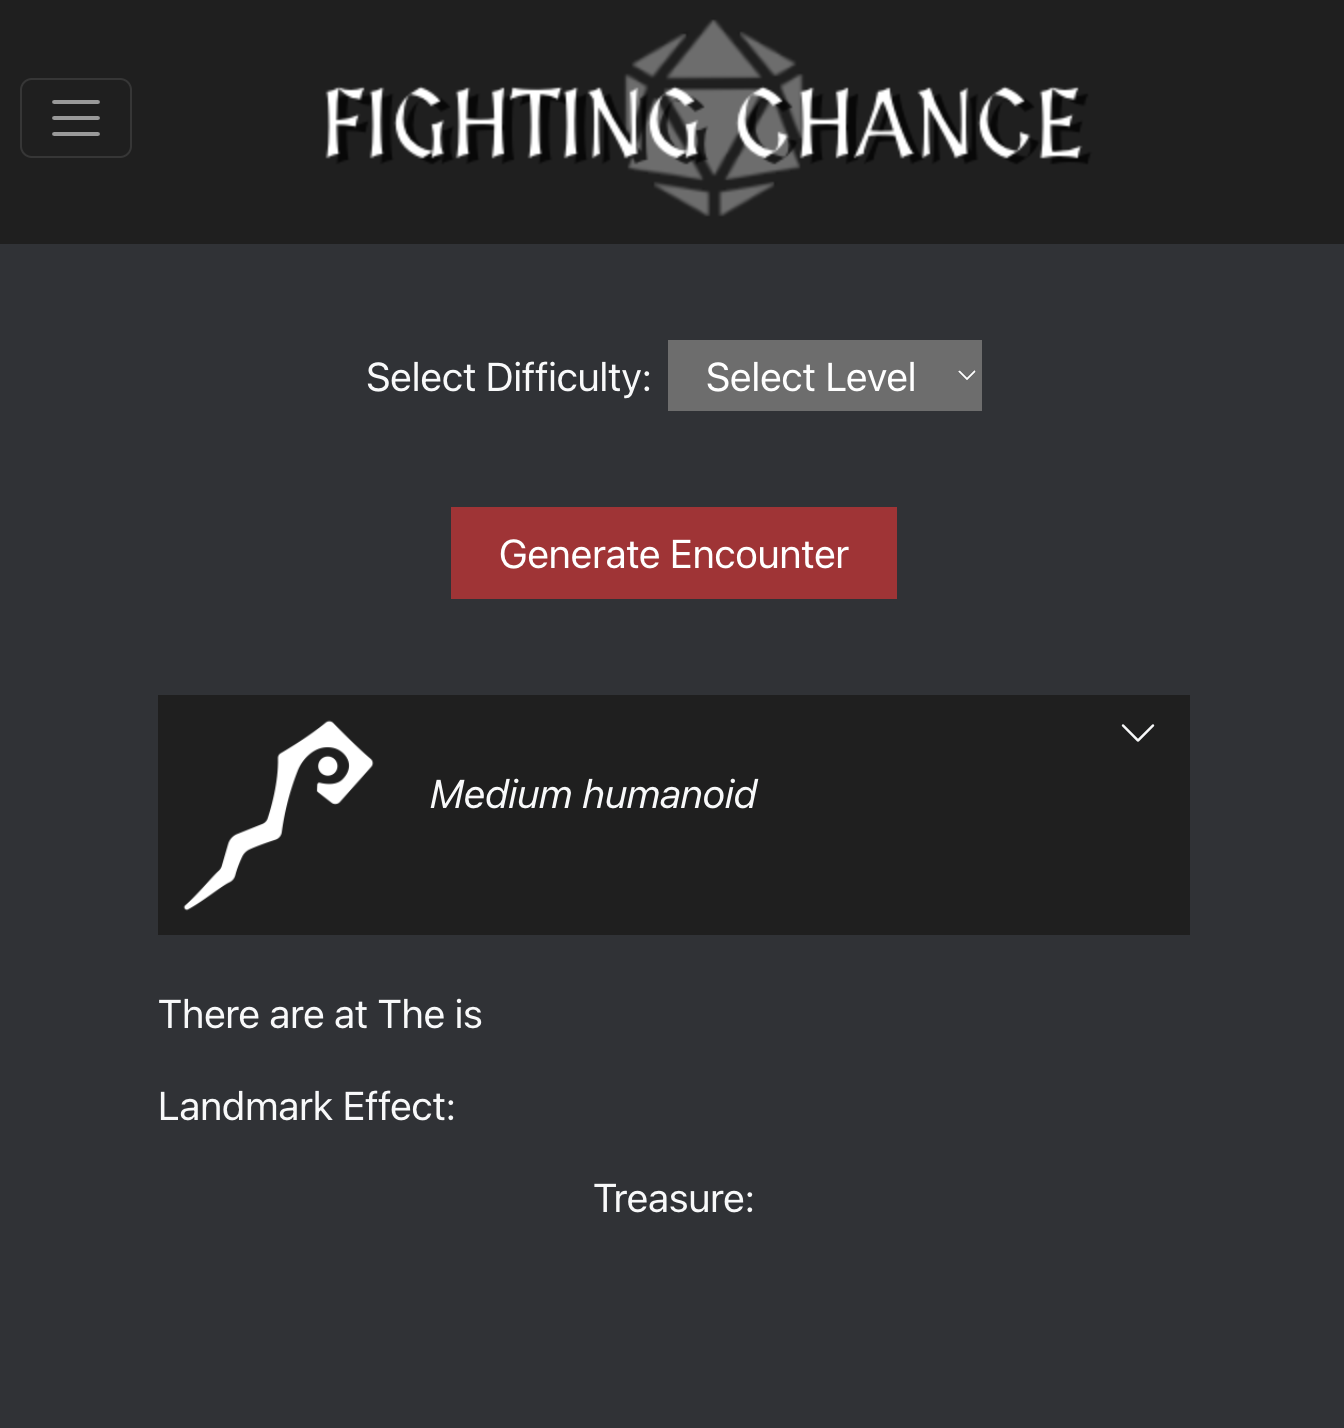 FIGHTING CHANCE
Select Difficulty: Select Level
Generate Encounter
Medium humanoid
There are at The is
Landmark Effect:
Treasure: